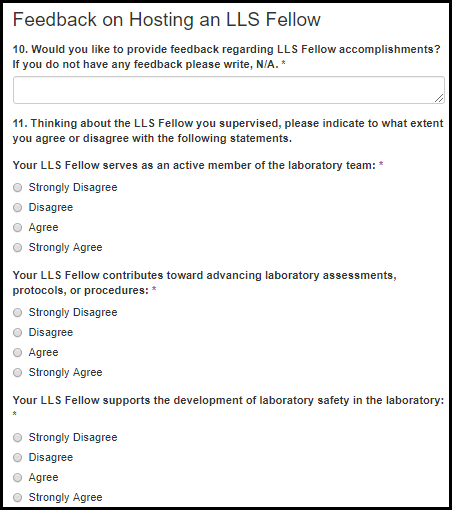 Feedback on Hosting an LLS Fellow
10. Would you like to provide feedback regarding LLS Fellow accomplishments?
If you do not have any feedback please write, N/A. *
11. Thinking about the LLS Fellow you supervised, please indicate to what extent
you agree or disagree with the following statements.
Your LLS Fellow serves as an active member of the laboratory team: *
Strongly Disagree
Disagree
Agree
Strongly Agree
Your LLS Fellow contributes toward advancing laboratory assessments,
protocols, or procedures: *
Strongly Disagree
Disagree
Agree
Strongly Agree
Your LLS Fellow supports the development of laboratory safety in the laboratory:
*
Strongly Disagree
Disagree
Agree
Strongly Agree